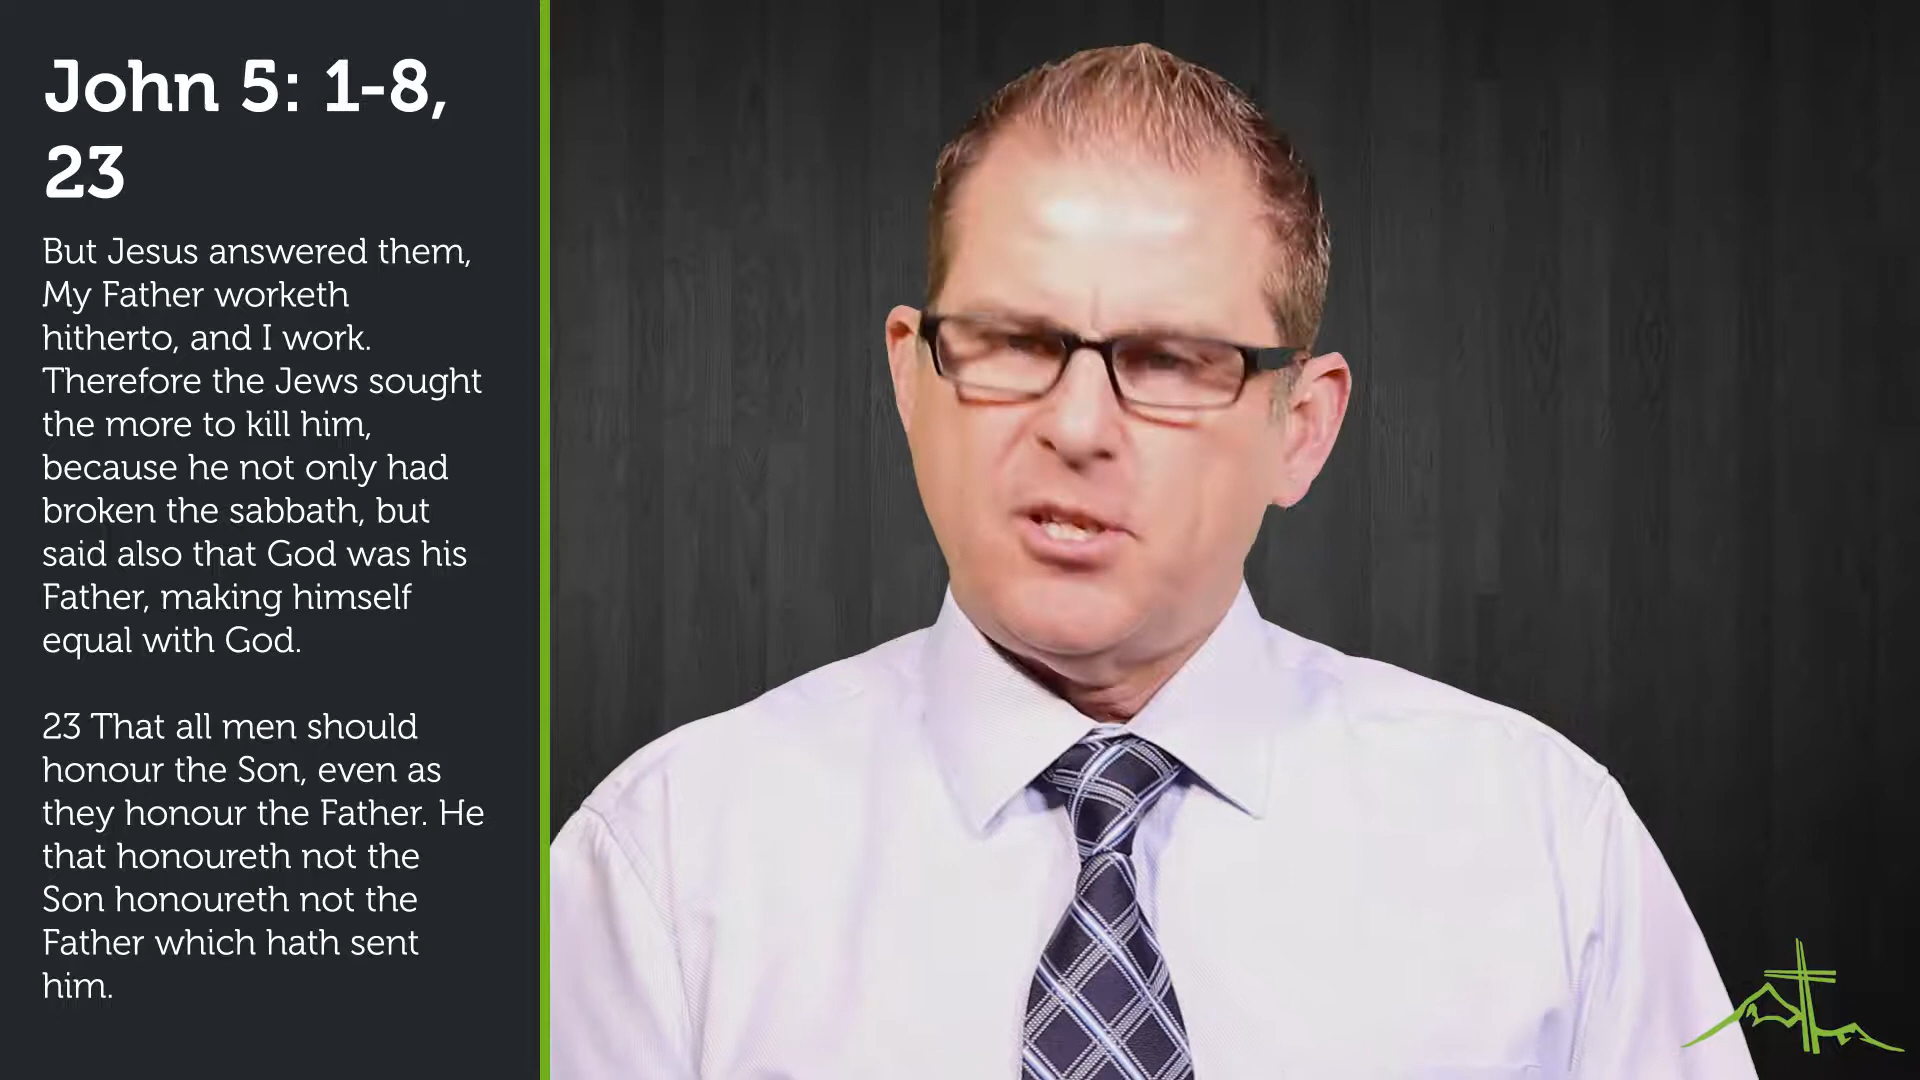 John 5: 1-8,
23
But Jesus answered them,
My Father worketh
hitherto, and I work.
Therefore the Jews sought
the more to kill him,
because he not only had
broken the sabbath, but
said also that God was his
Father, making himself
equal with God.
23 That all men should
honour the Son, even as
they honour the Father. He
that honoureth not the
Son honoureth not the
Father which hath sent
him.